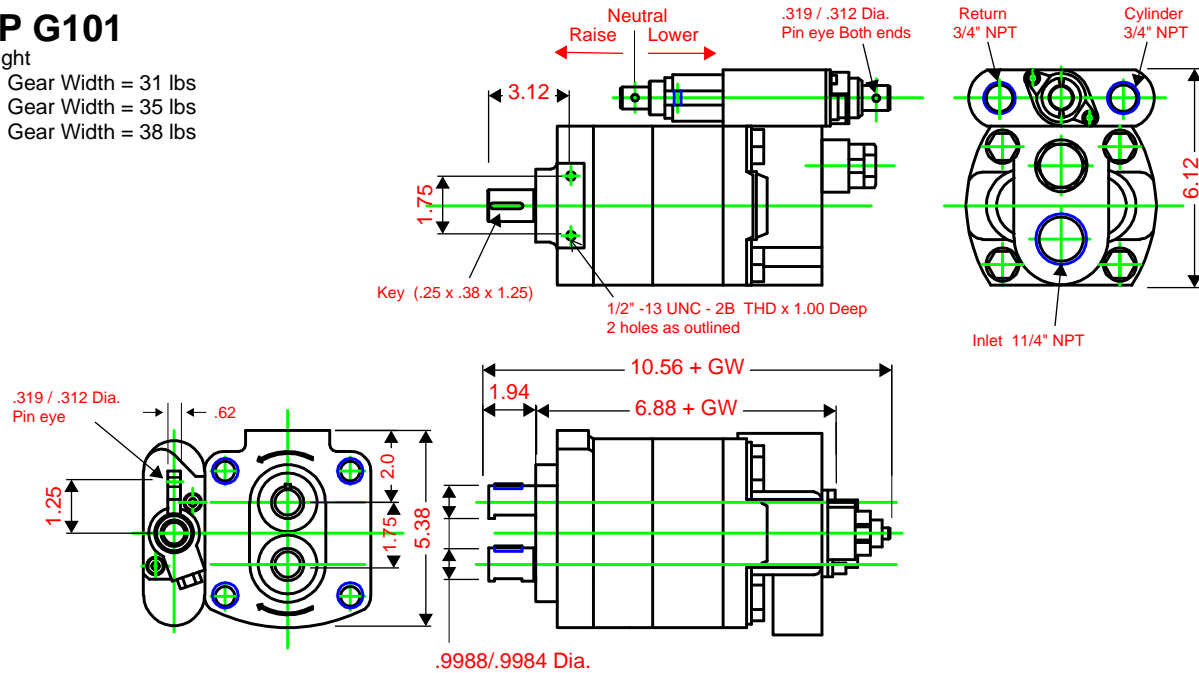 P G101
ght
Gear Width = 31 lbs
Gear Width = 35 lbs
Gear Width = 38 lbs
Neutral
Raise Lower
.319 / .312 Dia.
Pin eye Both ends
Return
3/4" NPT
Cylinder
3/4" NPT
3.12
1.75
6.12
Key (.25 x .38 x 1.25)
1/2" -13 UNC - 2B THD x 1.00 Deep
2 holes as outlined
Inlet 11/4" NPT
.319 / .312 Dia.
Pin eye
.62
1.25
2.0
1.75
5.38
10.56 + GW
1.94
6.88 + GW
.9988/.9984 Dia.